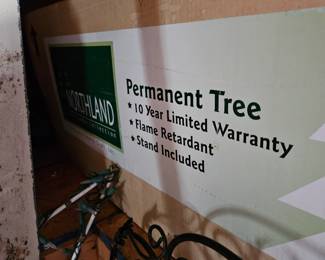 NORTHLAND
Permanent Tree
* 10 Year Limited Warranty
* Flame Retardant
* Stand Included